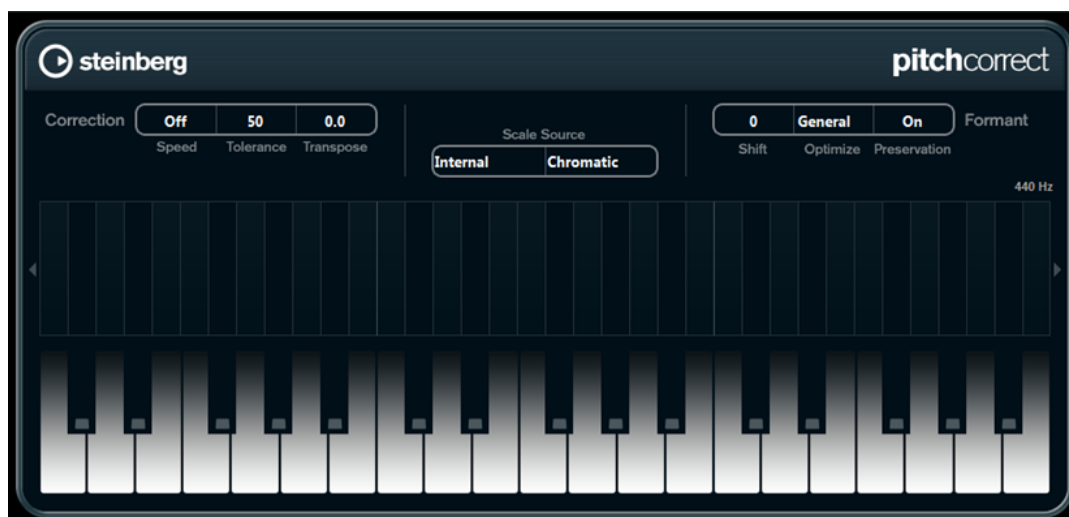 steinberg
pitchcorrect
Correction
Off 50 0.0
Speed Tolerance Transpose
Scale Source
Internal Chromatic
0 General On
Shift Optimize Preservation
Formant
440 Hz